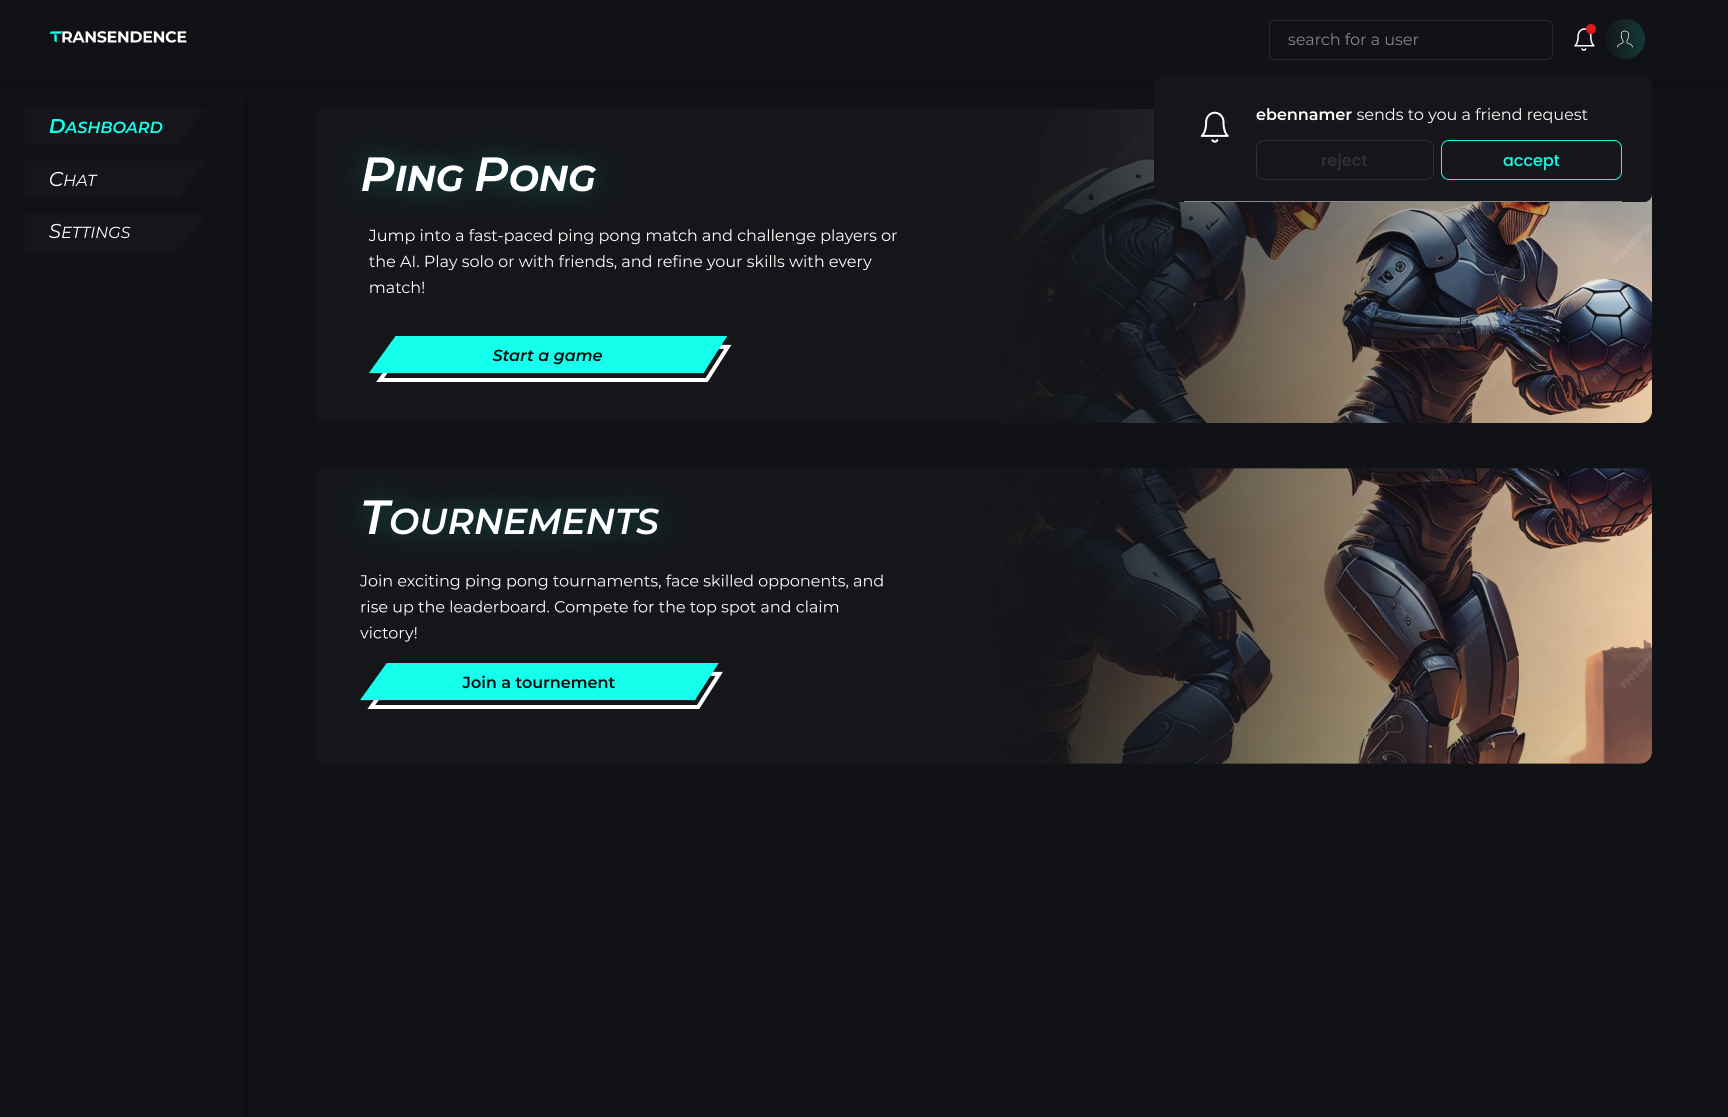 TRANSENDENCE
search for a user
ebennamer sends to you a friend request
reject
accept
DASHBOARD
CHAT
SETTINGS
PING PONG
Jump into a fast-paced ping pong match and challenge players or
the AI. Play solo or with friends, and refine your skills with every
match!
Start a game
TOURNEMENTS
Join exciting ping pong tournaments, face skilled opponents, and
rise up the leaderboard. Compete for the top spot and claim
victory!
Join a tournement